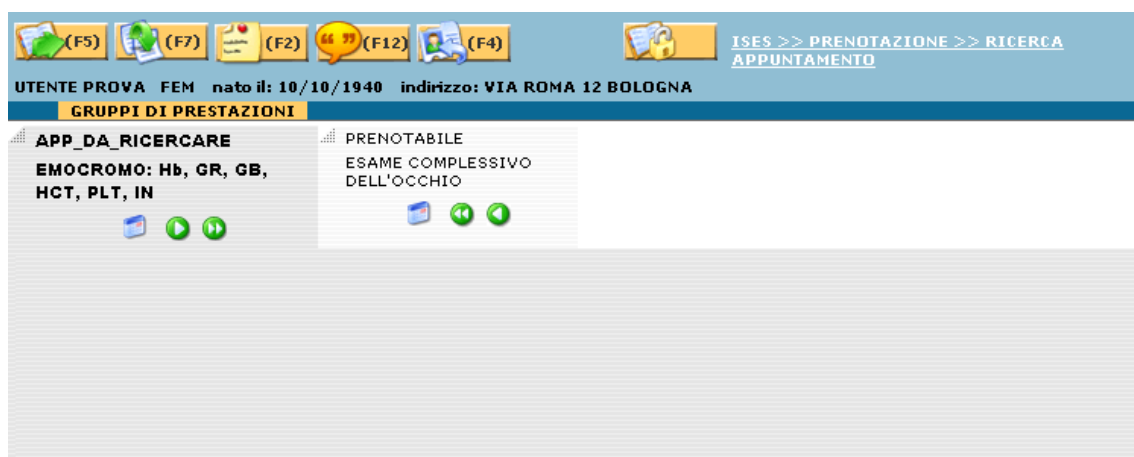 (F5) (F7) (F2) (F12) (F4)
ISES >> PRENOTAZIONE >> RICERCA
APPUNTAMENTO
UTENTE PROVA FEM nato il: 10/10/1940 indirizzo: VIA ROMA 12 BOLOGNA
GRUPPI DI PRESTAZIONI
APP_DA_RICERCARE
EMOCROMO: Hb, GR, GB,
HCT, PLT, IN
PRENOTABILE
ESAME COMPLESSIVO
DELL'OCCHIO